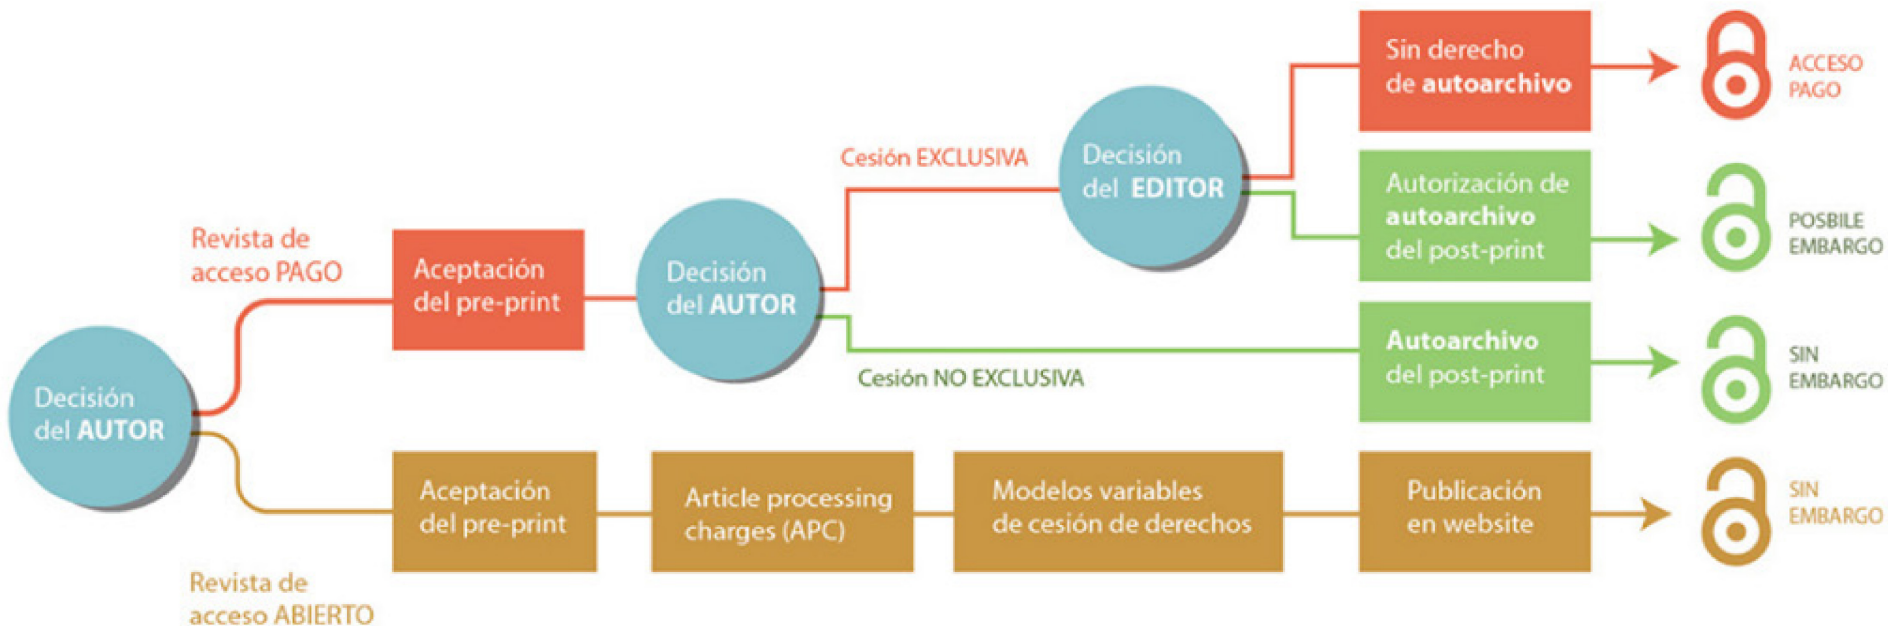 Decisión
del AUTOR
Revista de
acceso PAGO
Aceptación
del pre-print
Decisión
del AUTOR
Cesión EXCLUSIVA
Decisión
del EDITOR
Sin derecho
de autoarchivo
ACCESO
PAGO
Autorización de
autoarchivo
del post-print
POSBILE
EMBARGO
Cesión NO EXCLUSIVA
Autoarchivo
del post-print
SIN
EMBARGO
Revista de
acceso ABIERTO
Aceptación
del pre-print
Article processing
charges (APC)
Modelos variables
de cesión de derechos
Publicación
en website
SIN
EMBARGO